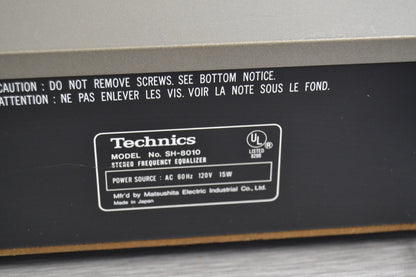 CAUTION : DO NOT REMOVE SCREWS. SEE BOTTOM NOTICE.
ATTENTION : NE PAS ENLEVER LES VIS. VOIR LA NOTE SOUS LE FOND.
Technics
MODEL No. SH-8010
STEREO FREQUENCY EQUALIZER
UL
LISTED
POWER SOURCE : AC 60Hz 120V 15W
Mfr'd by Matsushita Electric Industrial Co., Ltd.
Made in Japan